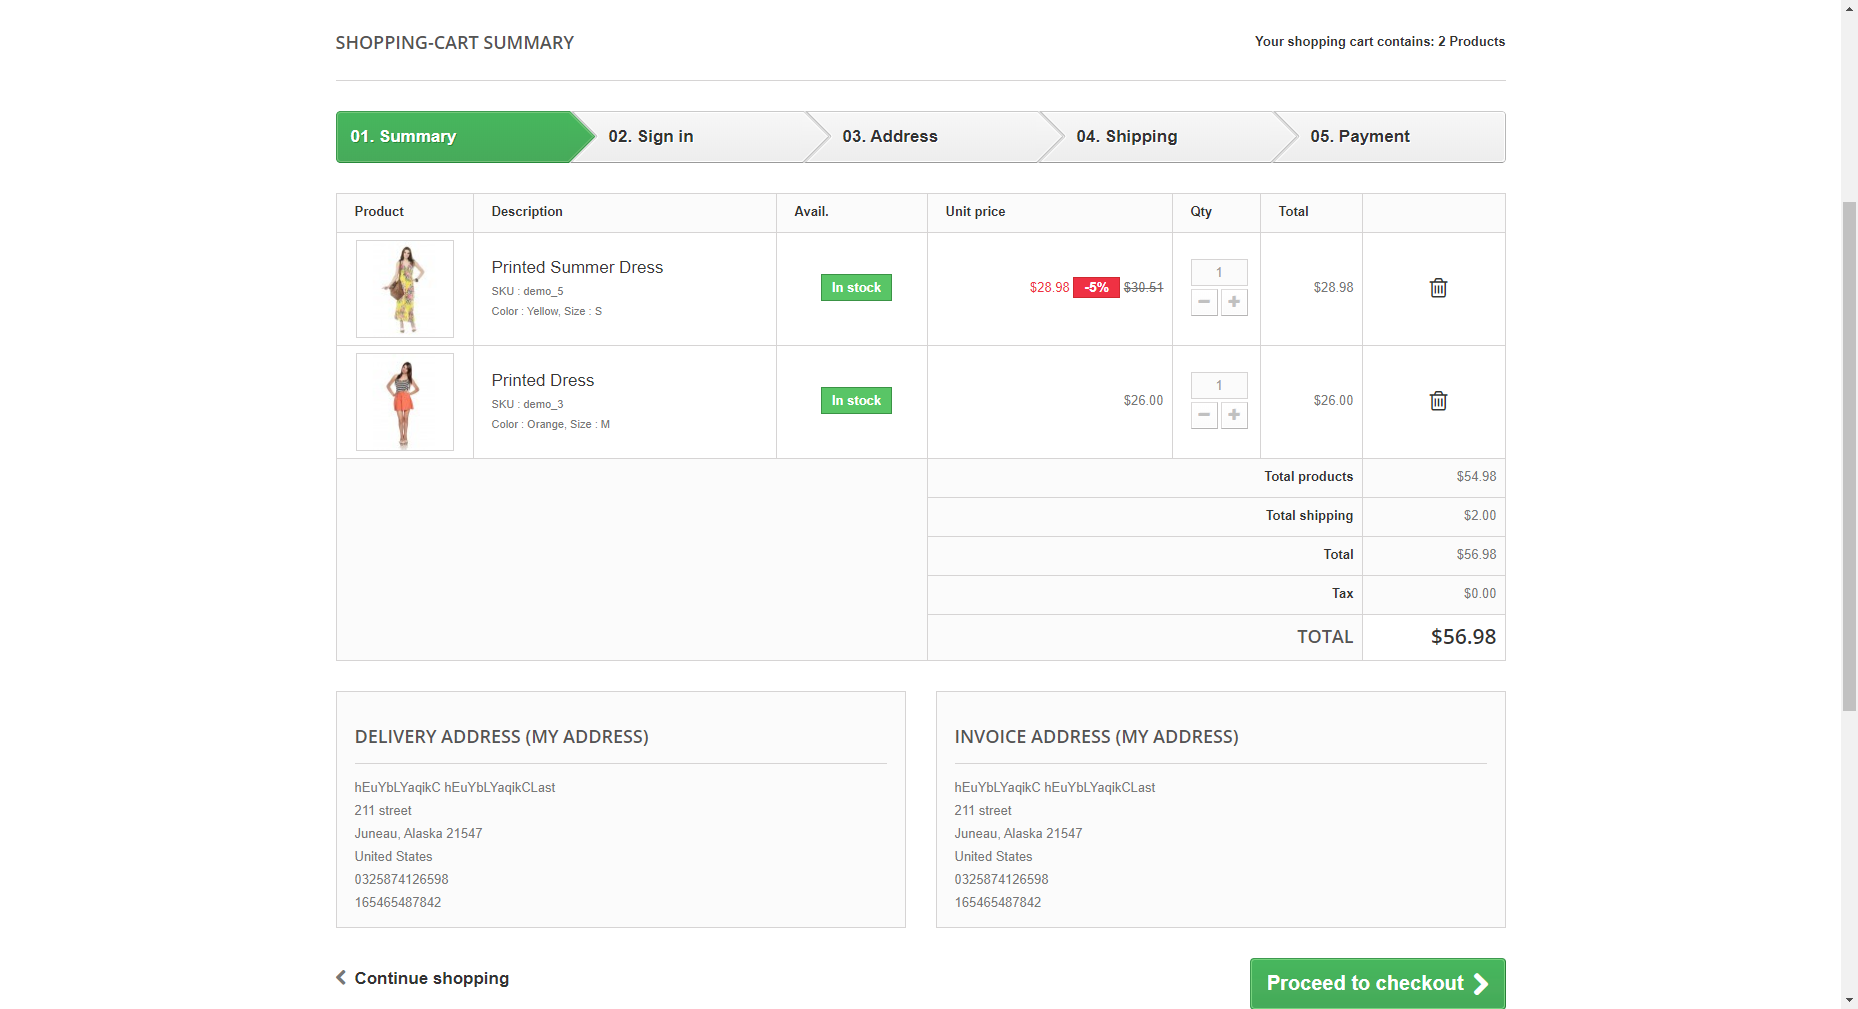 SHOPPING-CART SUMMARY
Your shopping cart contains: 2 Products
01. Summary
02. Sign in
03. Address
04. Shipping
05. Payment
Product Description Avail. Unit price Qty Total
Printed Summer Dress
SKU : demo_5
Color : Yellow, Size : S
In stock
$28.98 -5% $30.51
1
$28.98
Printed Dress
SKU : demo_3
Color : Orange, Size : M
In stock
$26.00
1
$26.00
Total products $54.98
Total shipping $2.00
Total $56.98
Tax $0.00
TOTAL $56.98
DELIVERY ADDRESS (MY ADDRESS)
hEuYbLYaqikC hEuYbLYaqikCLast
211 street
Juneau, Alaska 21547
United States
0325874126598
165465487842
INVOICE ADDRESS (MY ADDRESS)
hEuYbLYaqikC hEuYbLYaqikCLast
211 street
Juneau, Alaska 21547
United States
0325874126598
165465487842
Continue shopping
Proceed to checkout